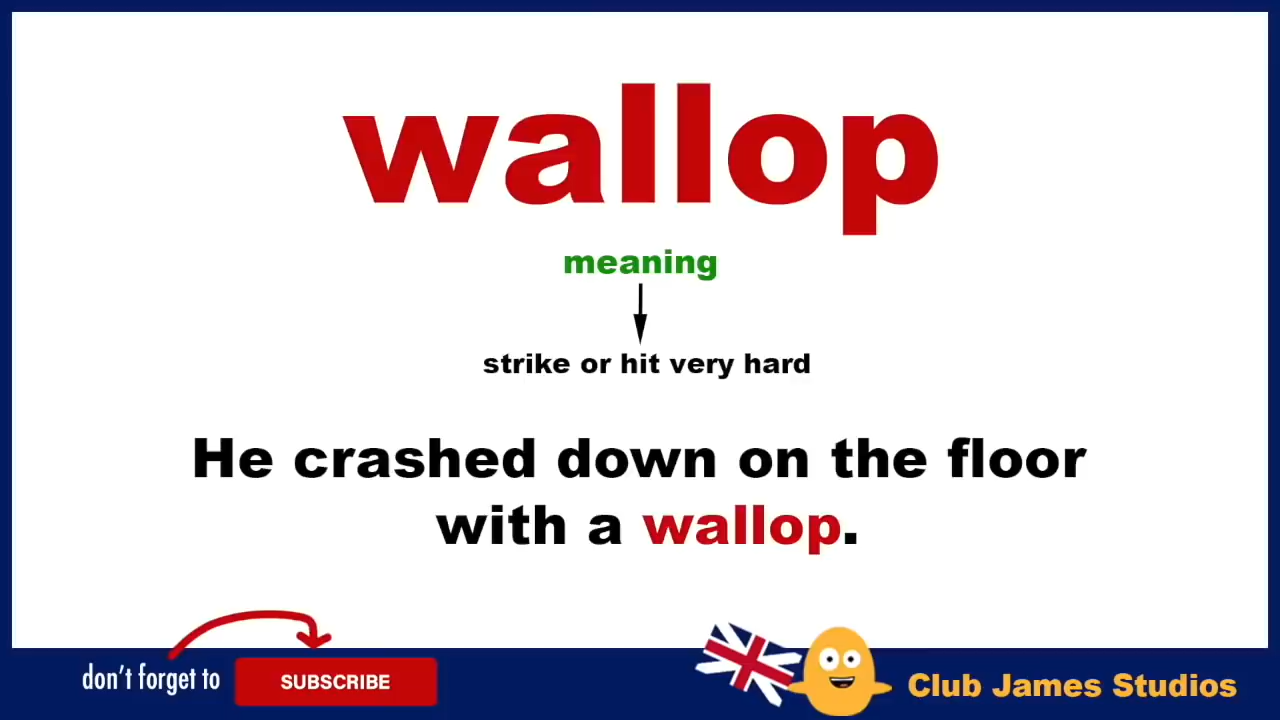 wallop
meaning
strike or hit very hard
He crashed down on the floor
with a wallop.
don't forget to
SUBSCRIBE
Club James Studios